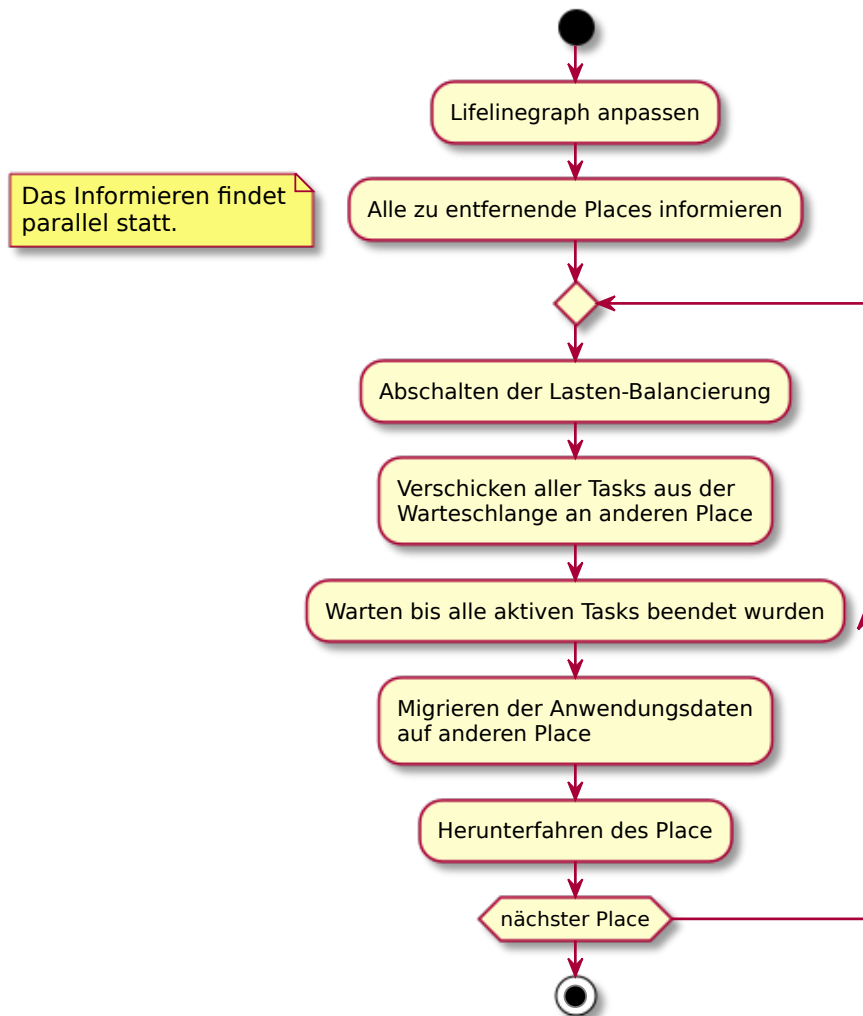 Lifelinegraph anpassen
Das Informieren findet
parallel statt.
Alle zu entfernende Places informieren
Abschalten der Lasten-Balancierung
Verschicken aller Tasks aus der
Warteschlange an anderen Place
Warten bis alle aktiven Tasks beendet wurden
Migrieren der Anwendungsdaten
auf anderen Place
Herunterfahren des Place
nächster Place